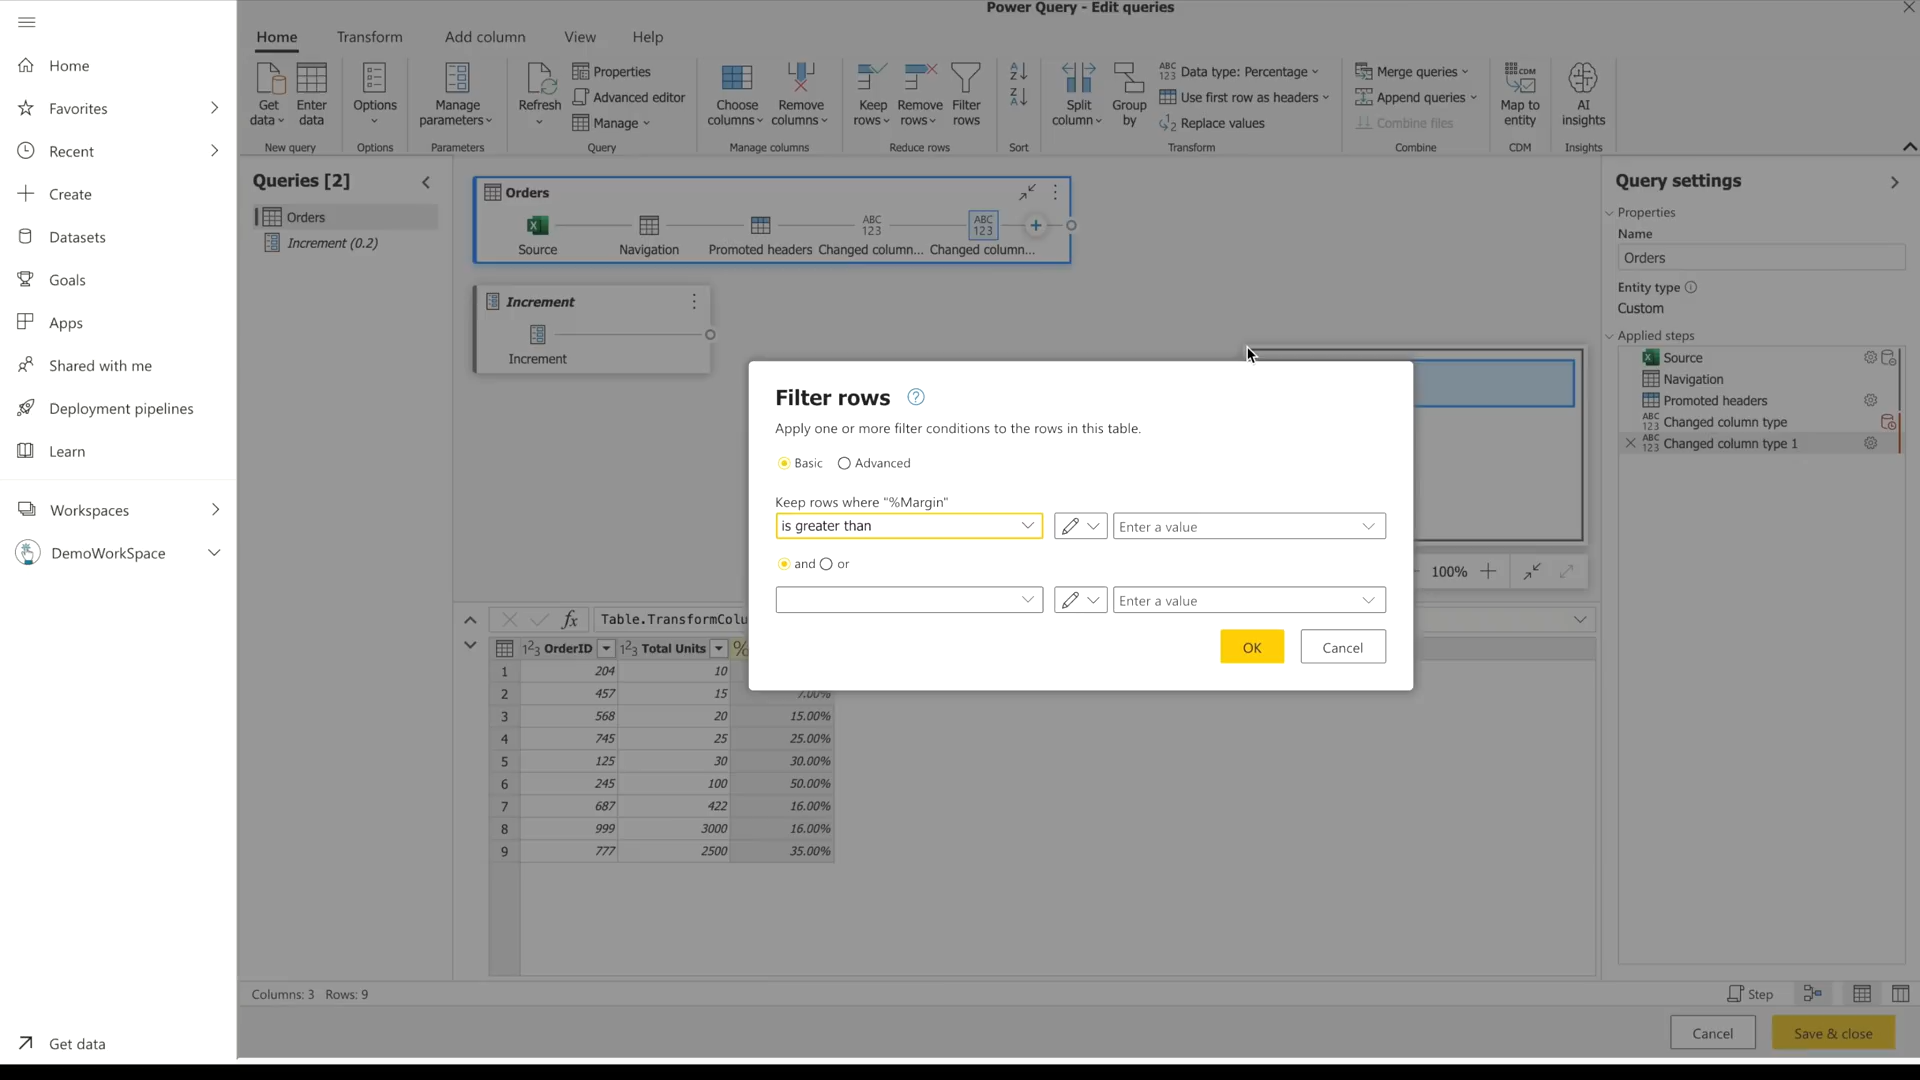 Power Query - Edit queries
Home
Favorites
Recent
Create
Datasets
Goals
Apps
Shared with me
Deployment pipelines
Learn
Workspaces
DemoWorkSpace
Get data
Home Transform Add column View Help
Get data
Enter data
New query
Options
Options
Manage parameters
Parameters
Refresh
Properties
Advanced editor
Manage
Query
Choose columns
Remove columns
Manage columns
Keep rows
Remove rows
Filter rows
Reduce rows
Sort
Split column
Group by
Data type: Percentage
Use first row as headers
Replace values
Transform
Merge queries
Append queries
Combine files
Combine
Map to entity
CDM
AI insights
Insights
Queries [2]
Orders
Increment (0.2)
Orders
Source Navigation Promoted headers Changed column... Changed column...
Increment
Increment
Filter rows
Apply one or more filter conditions to the rows in this table.
Basic Advanced
Keep rows where "%Margin"
is greater than Enter a value
and or
Enter a value
OK Cancel
100%
Table.TransformColu
OrderID Total Units %
1 204 10
2 457 15 7.00%
3 568 20 15.00%
4 745 25 25.00%
5 125 30 30.00%
6 245 100 50.00%
7 687 422 16.00%
8 999 3000 16.00%
9 777 2500 35.00%
Query settings
Properties
Name
Orders
Entity type
Custom
Applied steps
Source
Navigation
Promoted headers
Changed column type
Changed column type 1
Columns: 3 Rows: 9
Step
Cancel Save & close